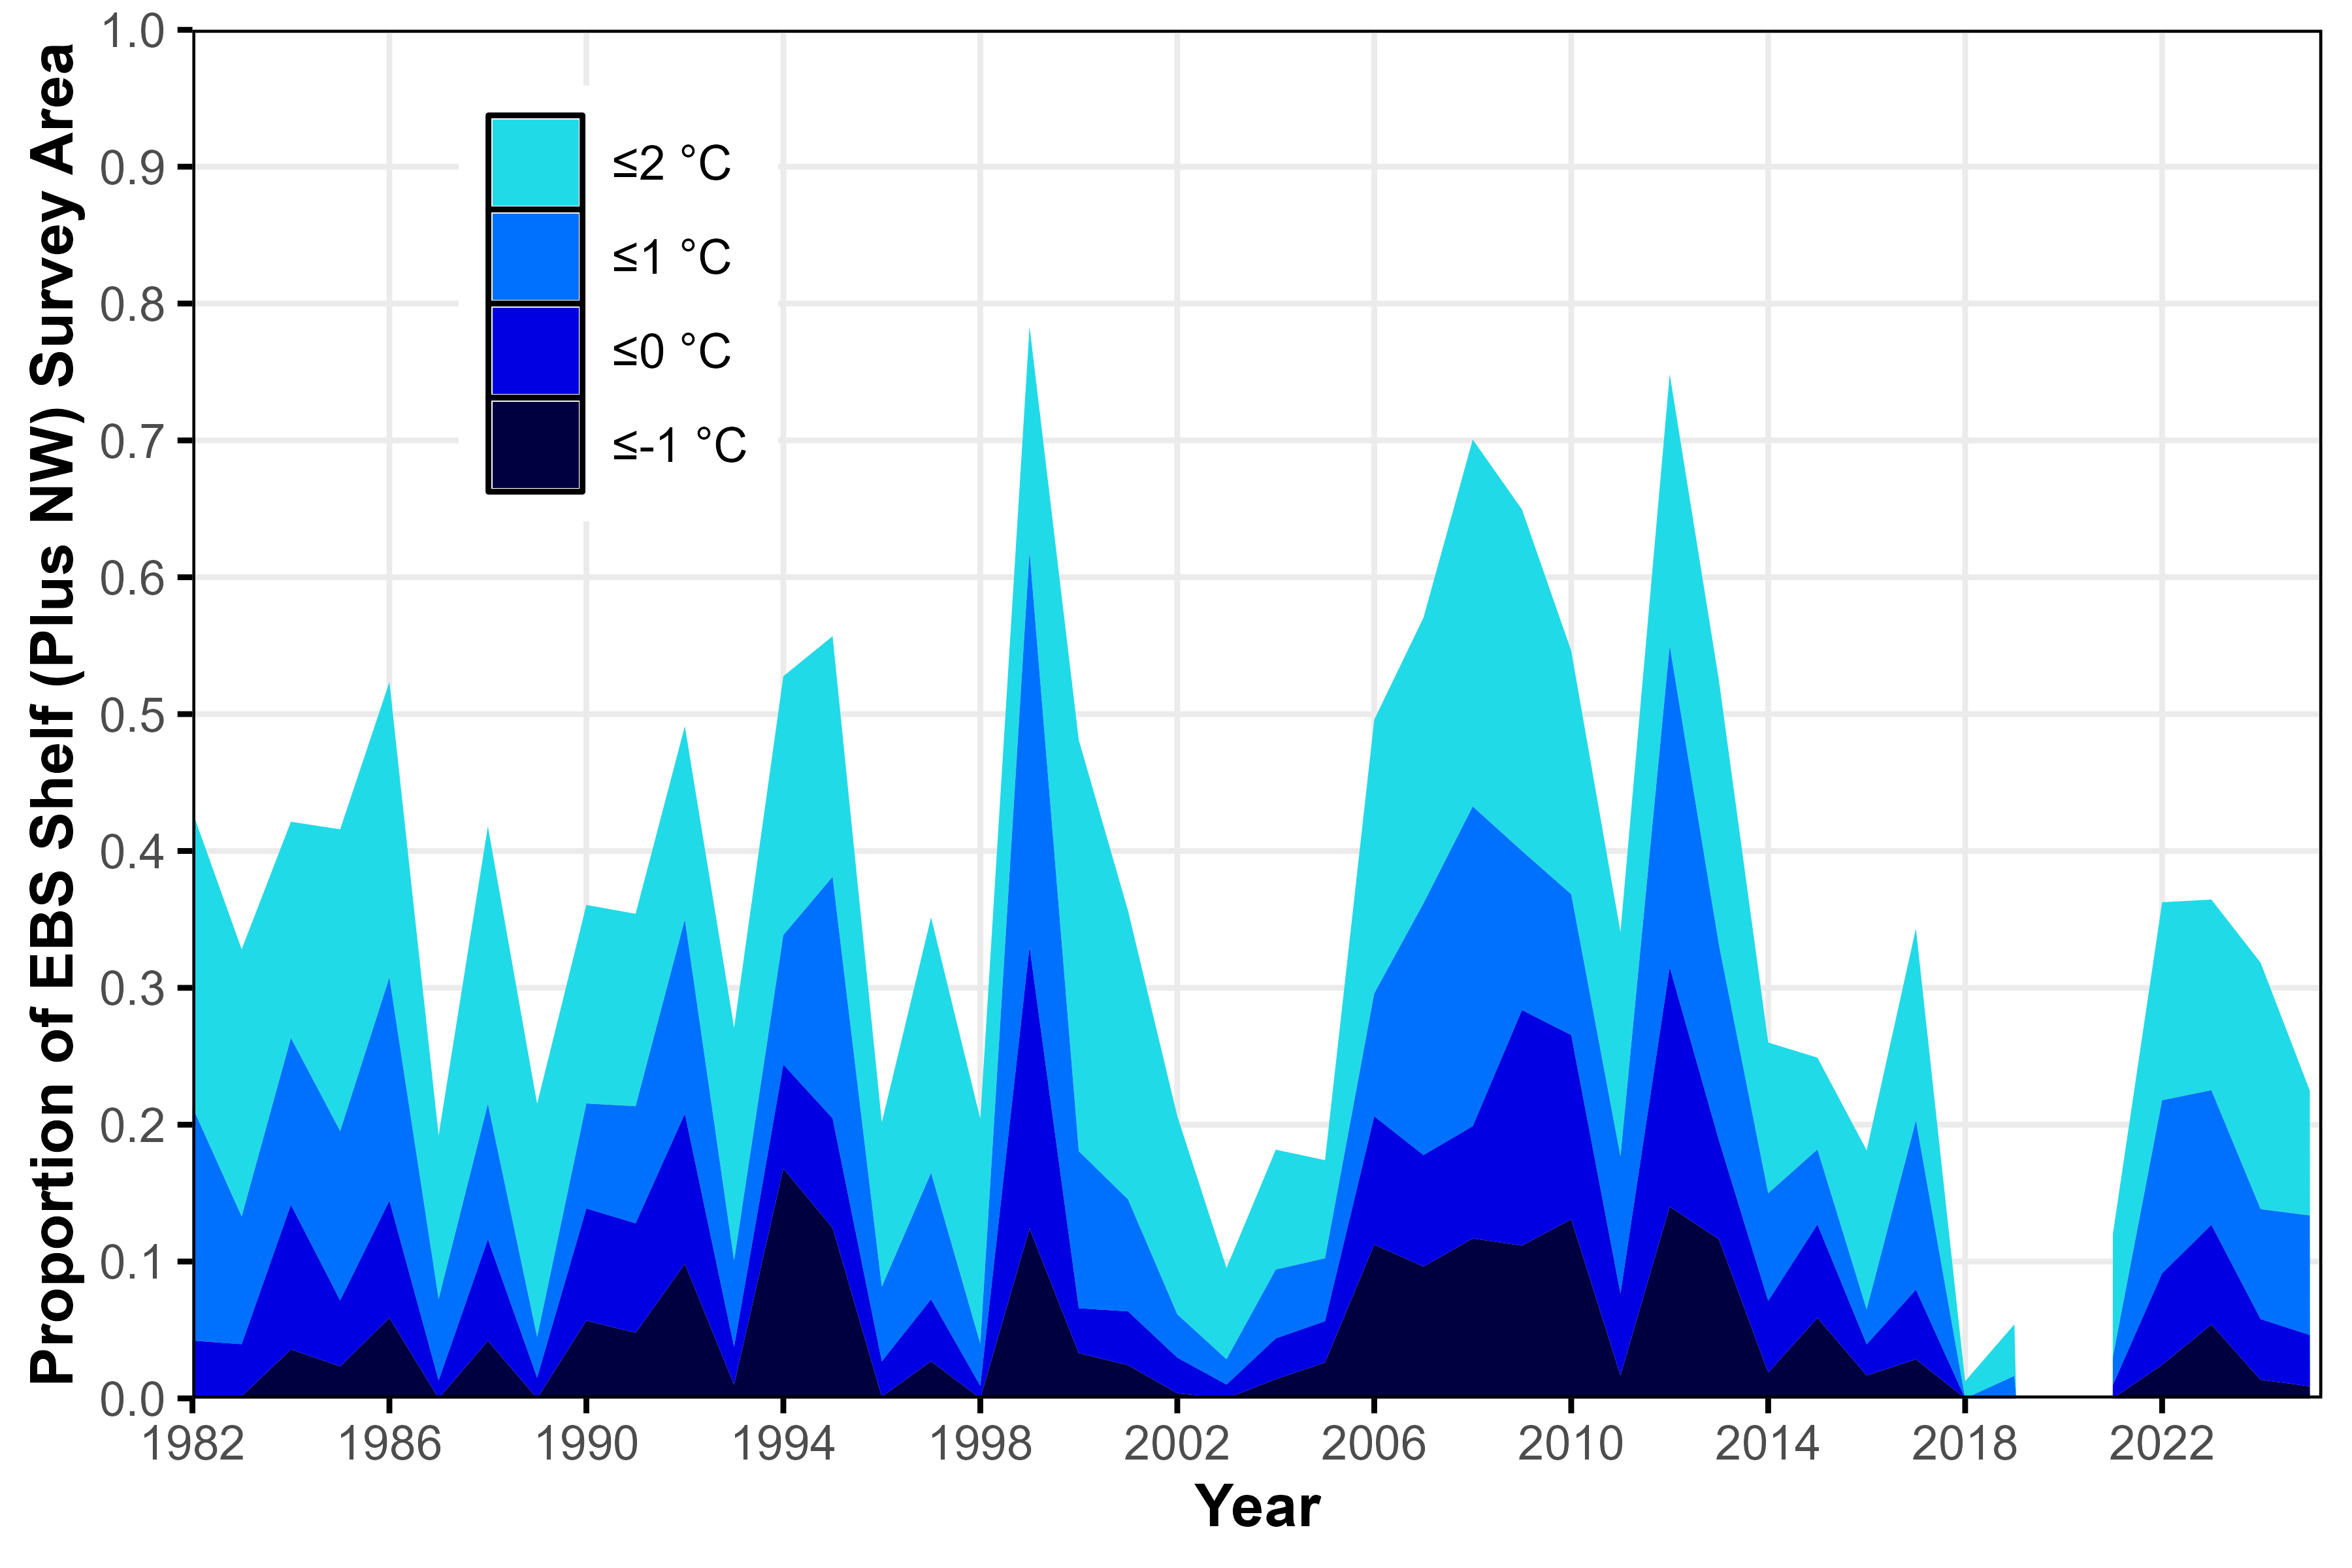 Proportion of EBS Shelf (Plus NW) Survey Area
1.0
0.9
0.8
0.7
0.6
0.5
0.4
0.3
0.2
0.1
0.0
≤2 °C
≤1 °C
≤0 °C
≤-1 °C
1982 1986 1990 1994 1998 2002 2006 2010 2014 2018 2022
Year